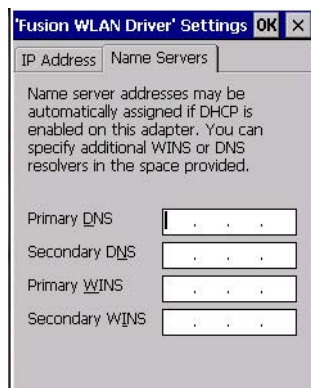 'Fusion WLAN Driver' Settings OK ×
IP Address Name Servers
Name server addresses may be
automatically assigned if DHCP is
enabled on this adapter. You can
specify additional WINS or DNS
resolvers in the space provided.
Primary DNS . . .
Secondary DNS . . .
Primary WINS . . .
Secondary WINS . . .